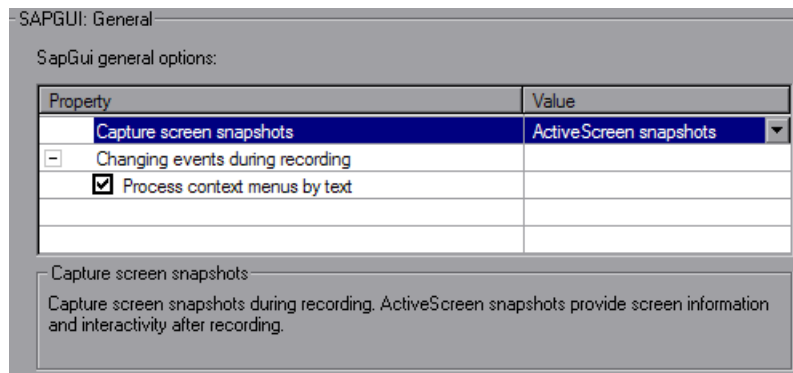 SAPGUI: General
SapGui general options:
Property Value
Capture screen snapshots ActiveScreen snapshots
Changing events during recording
Process context menus by text
Capture screen snapshots
Capture screen snapshots during recording. ActiveScreen snapshots provide screen information
and interactivity after recording.